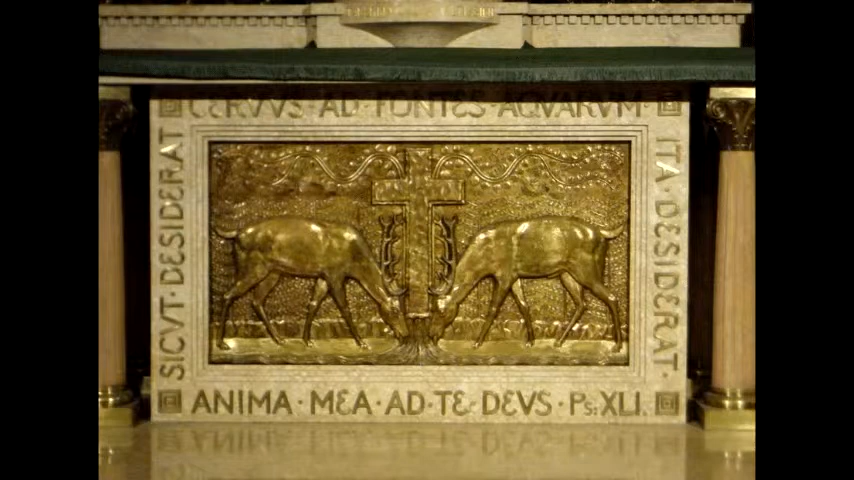 SICVT · DESIDERAT
CERVVS · AD · FONTES · AQVARVM ·
ITA · DESIDERAT ·
ANIMA · MEA · AD · TE · DEVS · Ps: XLI.